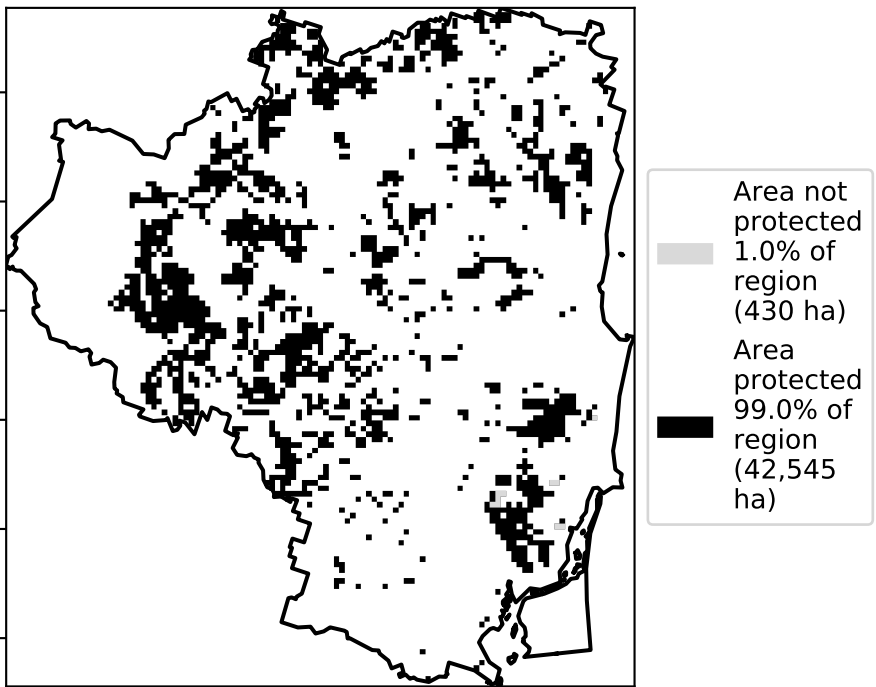 Area not
protected
1.0% of
region
(430 ha)
Area
protected
99.0% of
region
(42,545
ha)